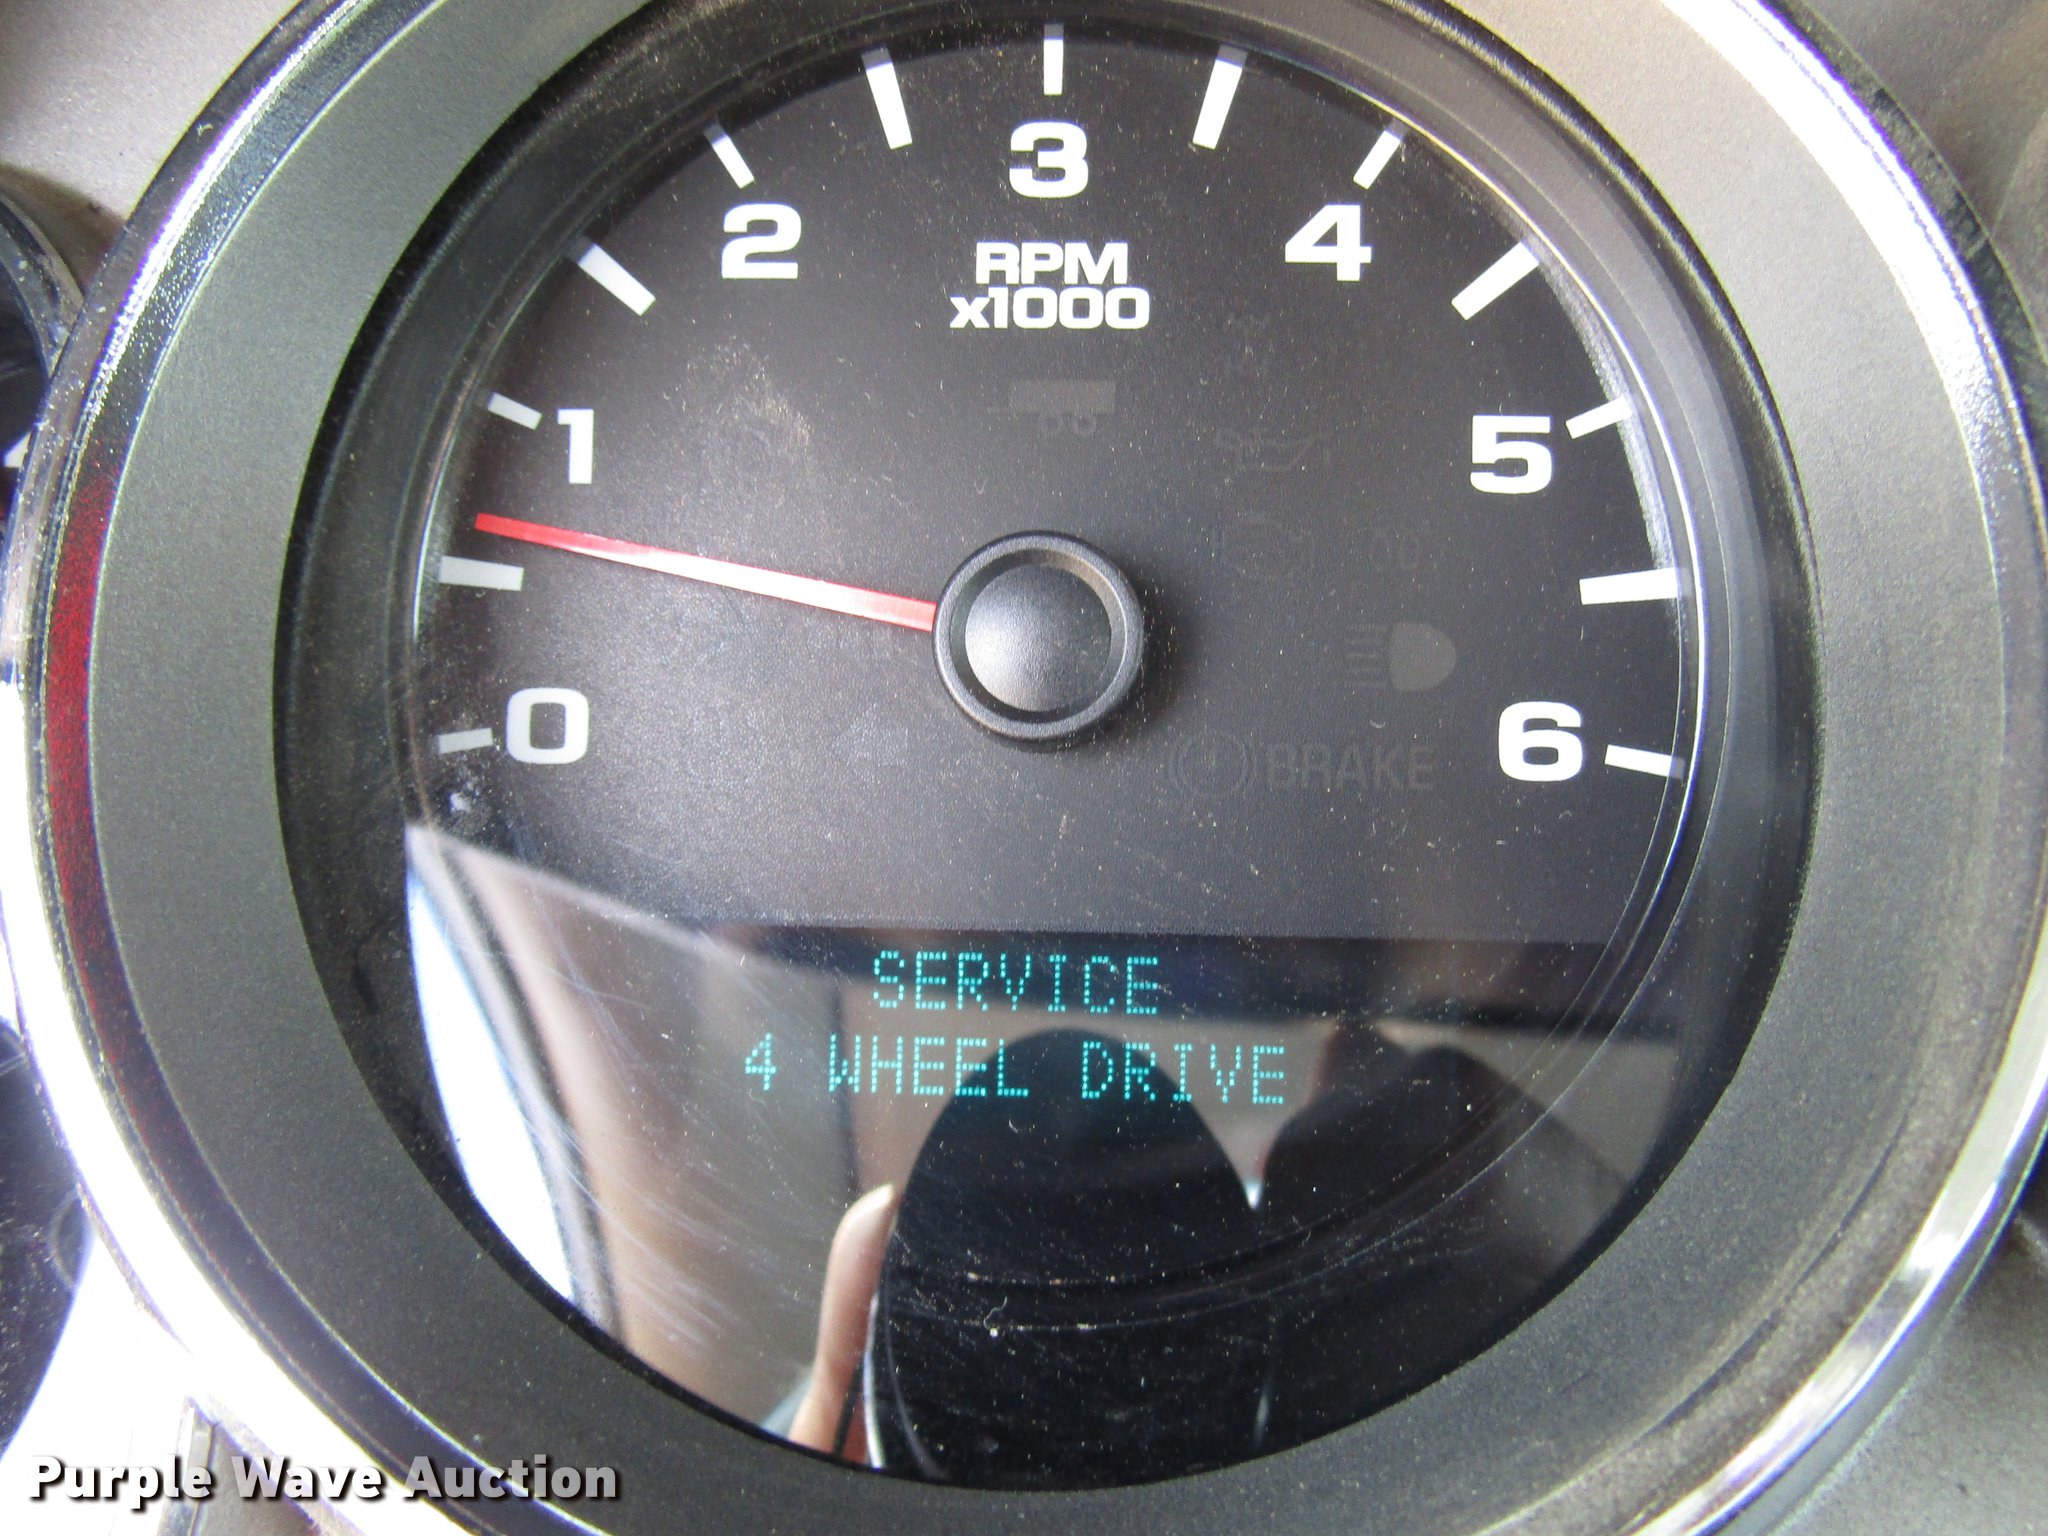 3
2
4
RPM
x1000
1
5
0
6
BRAKE
SERVICE
4 WHEEL DRIVE
Purple Wave Auction